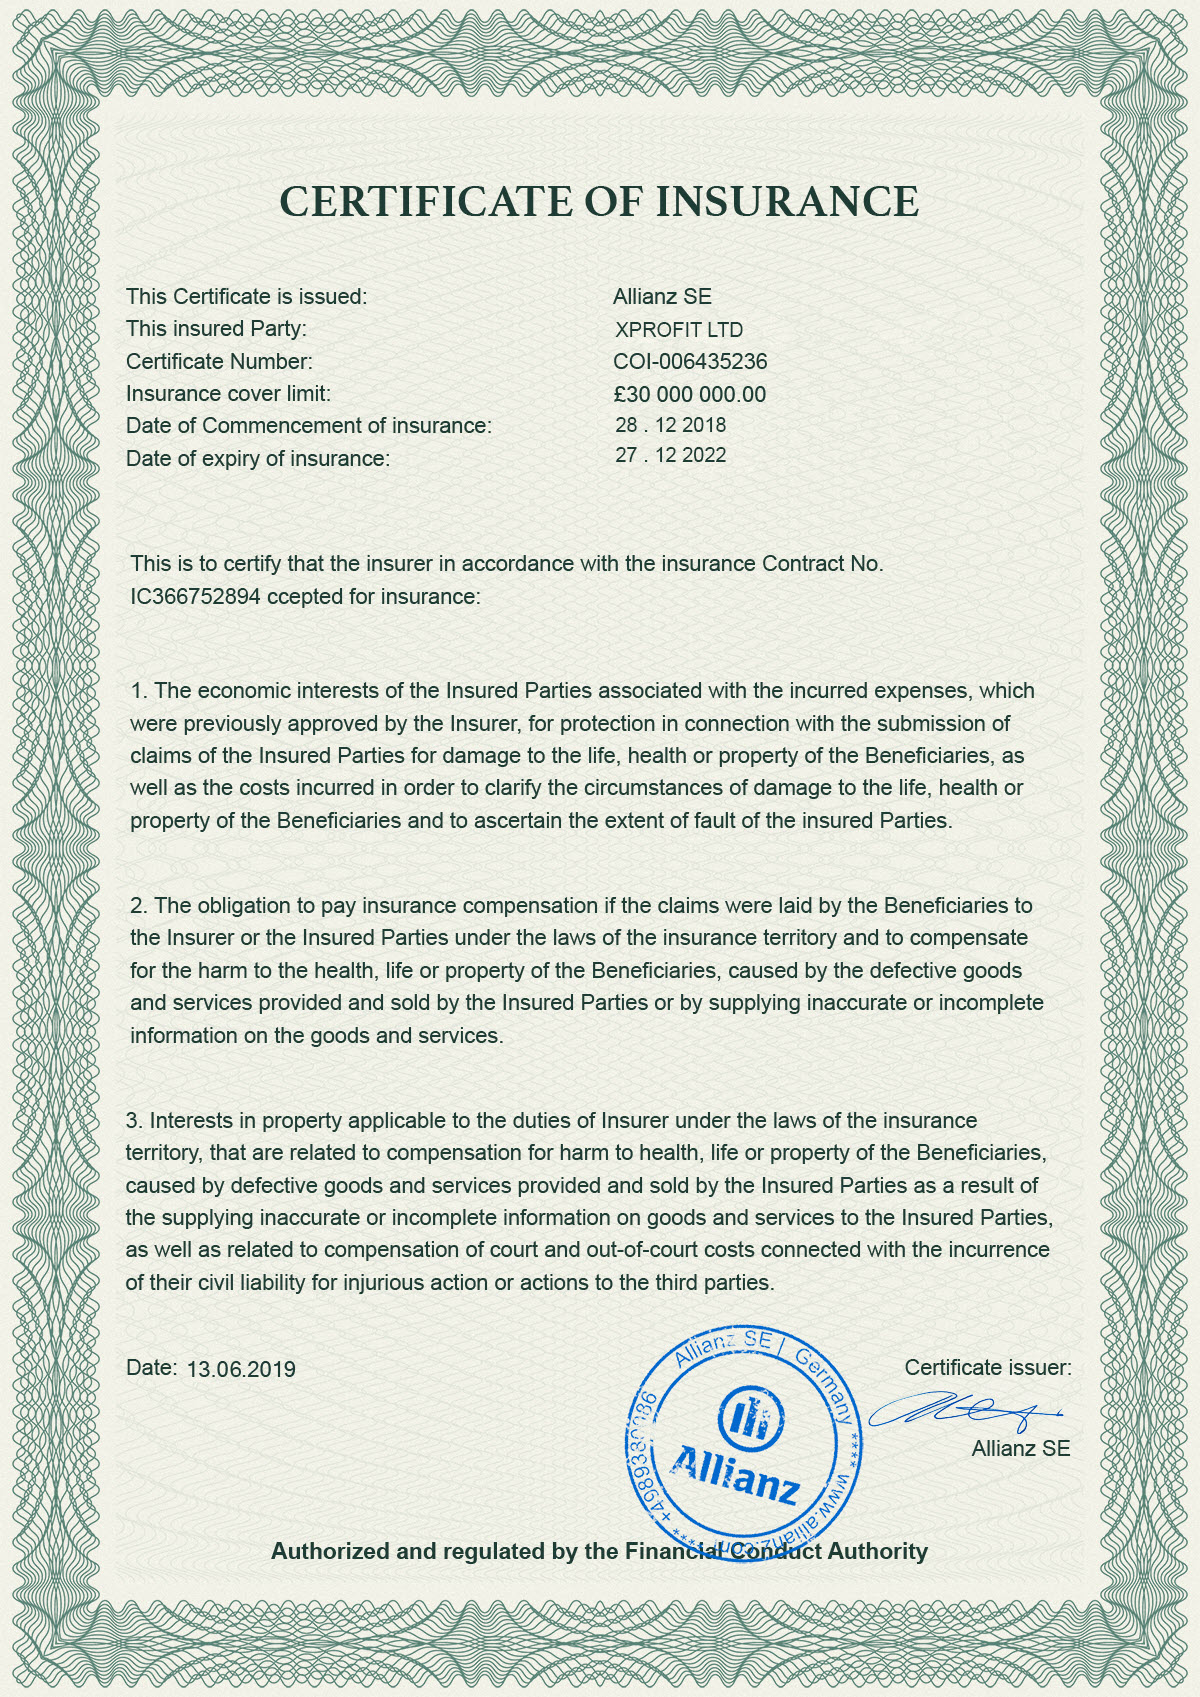 CERTIFICATE OF INSURANCE
This Certificate is issued: Allianz SE
This insured Party: XPROFIT LTD
Certificate Number: COI-006435236
Insurance cover limit: £30 000 000.00
Date of Commencement of insurance: 28 . 12 2018
Date of expiry of insurance: 27 . 12 2022
This is to certify that the insurer in accordance with the insurance Contract No.
IC366752894 ccepted for insurance:
1. The economic interests of the Insured Parties associated with the incurred expenses, which
were previously approved by the Insurer, for protection in connection with the submission of
claims of the Insured Parties for damage to the life, health or property of the Beneficiaries, as
well as the costs incurred in order to clarify the circumstances of damage to the life, health or
property of the Beneficiaries and to ascertain the extent of fault of the insured Parties.
2. The obligation to pay insurance compensation if the claims were laid by the Beneficiaries to
the Insurer or the Insured Parties under the laws of the insurance territory and to compensate
for the harm to the health, life or property of the Beneficiaries, caused by the defective goods
and services provided and sold by the Insured Parties or by supplying inaccurate or incomplete
information on the goods and services.
3. Interests in property applicable to the duties of Insurer under the laws of the insurance
territory, that are related to compensation for harm to health, life or property of the Beneficiaries,
caused by defective goods and services provided and sold by the Insured Parties as a result of
the supplying inaccurate or incomplete information on goods and services to the Insured Parties,
as well as related to compensation of court and out-of-court costs connected with the incurrence
of their civil liability for injurious action or actions to the third parties.
Date: 13.06.2019
Certificate issuer:
Allianz SE
Allianz SE | Germany **** www.allianz.com ****
Allianz
Authorized and regulated by the Financial Conduct Authority